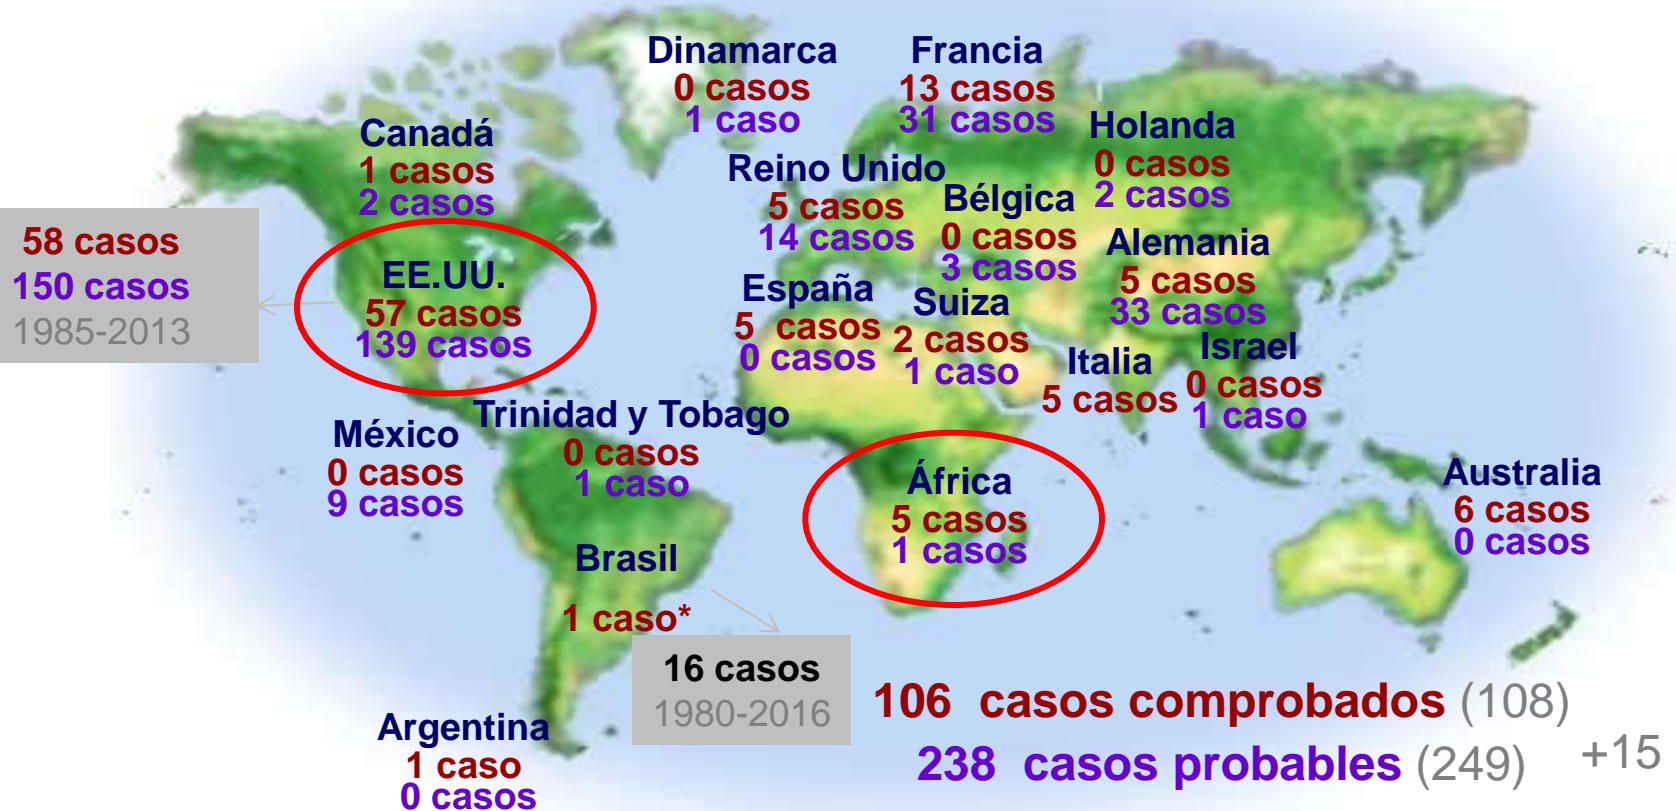 Dinamarca
0 casos
1 caso
Francia
13 casos
31 casos
Canadá
1 casos
2 casos
Holanda
0 casos
2 casos
Reino Unido
5 casos
14 casos
Bélgica
0 casos
3 casos
Alemania
5 casos
33 casos
58 casos
150 casos
1985-2013
EE.UU.
57 casos
139 casos
España
5 casos
0 casos
Suiza
2 casos
1 caso
Italia
5 casos
Israel
0 casos
1 caso
México
0 casos
9 casos
Trinidad y Tobago
0 casos
1 caso
África
5 casos
1 casos
Australia
6 casos
0 casos
Brasil
1 caso*
16 casos
1980-2016
Argentina
1 caso
0 casos
106 casos comprobados (108)
238 casos probables (249)
+15